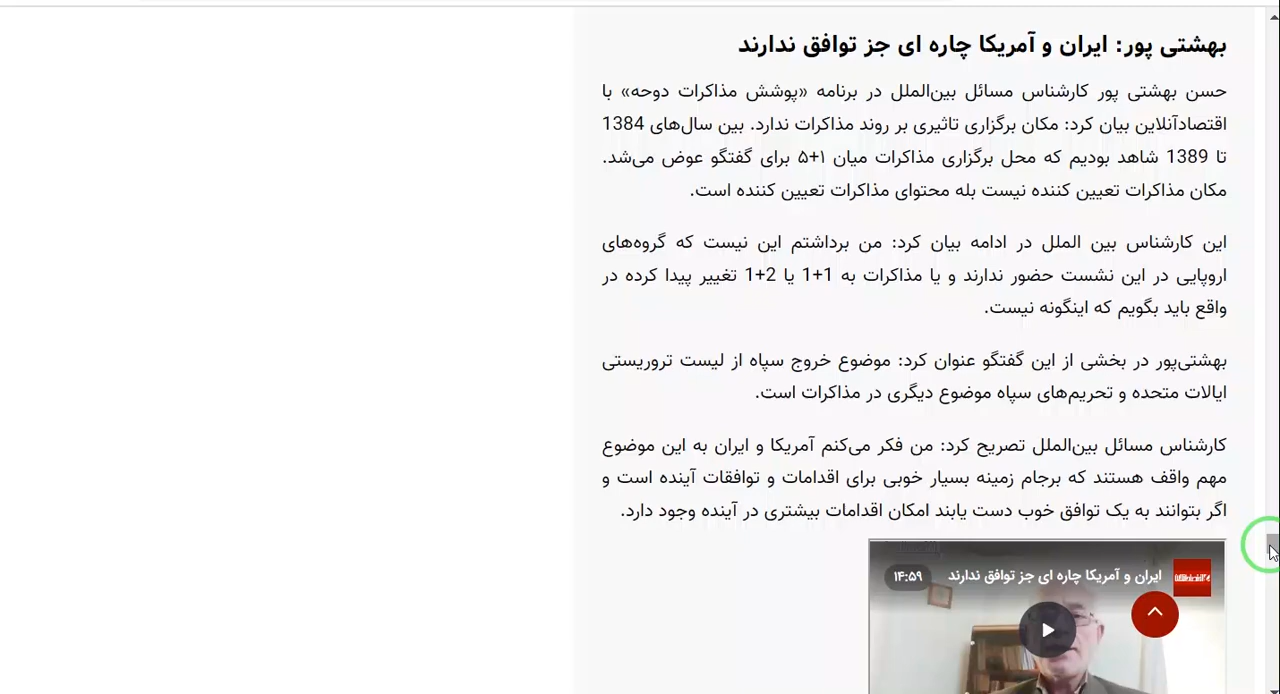 بهشتی پور: ایران و آمریکا چاره ای جز توافق ندارند
حسن بهشتی پور کارشناس مسائل بین‌الملل در برنامه «پوشش مذاکرات دوحه» با
اقتصادآنلاین بیان کرد: مکان برگزاری تاثیری بر روند مذاکرات ندارد. بین سال‌های 1384
تا 1389 شاهد بودیم که محل برگزاری مذاکرات میان ۱+۵ برای گفتگو عوض می‌شد.
مکان مذاکرات تعیین کننده نیست بله محتوای مذاکرات تعیین کننده است.
این کارشناس بین الملل در ادامه بیان کرد: من برداشتم این نیست که گروه‌های
اروپایی در این نشست حضور ندارند و یا مذاکرات به 1+1 یا 2+1 تغییر پیدا کرده در
واقع باید بگویم که اینگونه نیست.
بهشتی‌پور در بخشی از این گفتگو عنوان کرد: موضوع خروج سپاه از لیست تروریستی
ایالات متحده و تحریم‌های سپاه موضوع دیگری در مذاکرات است.
کارشناس مسائل بین‌الملل تصریح کرد: من فکر می‌کنم آمریکا و ایران به این موضوع
مهم واقف هستند که برجام زمینه بسیار خوبی برای اقدامات و توافقات آینده است و
اگر بتوانند به یک توافق خوب دست یابند امکان اقدامات بیشتری در آینده وجود دارد.
ایران و آمریکا چاره ای جز توافق ندارند
۱۴:۵۹